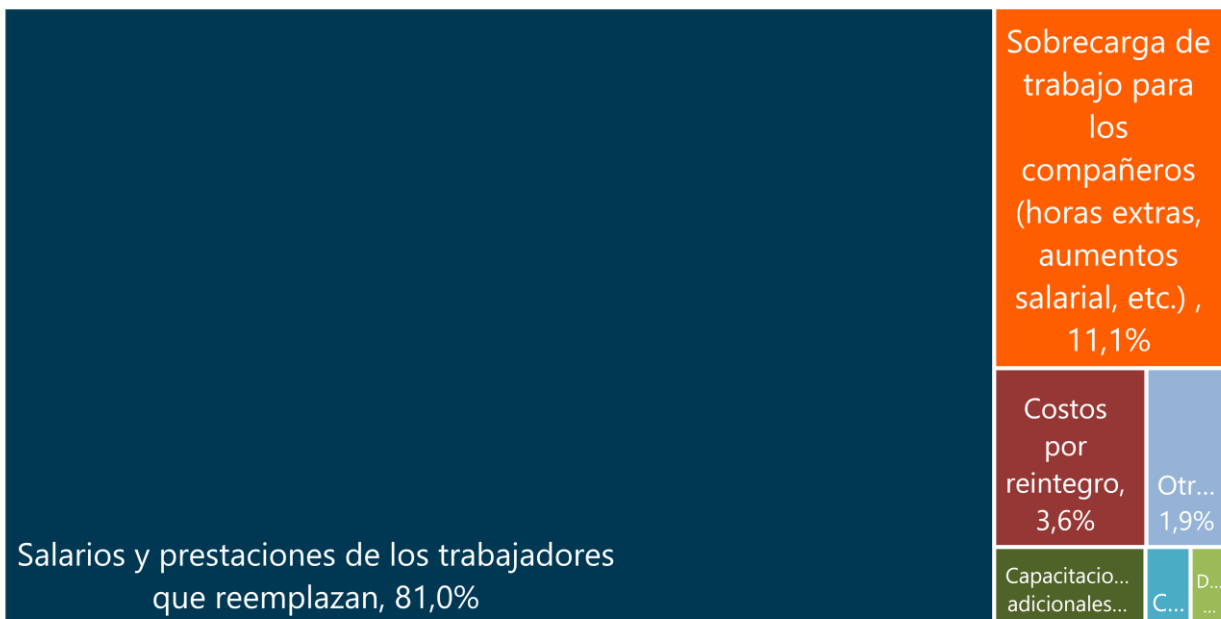 Salarios y prestaciones de los trabajadores
que reemplazan, 81,0%
Sobrecarga de
trabajo para
los
compañeros
(horas extras,
aumentos
salarial, etc.) ,
11,1%
Costos
por
reintegro,
3,6%
Otr...
1,9%
Capacitacio...
adicionales...
C...
D...
...